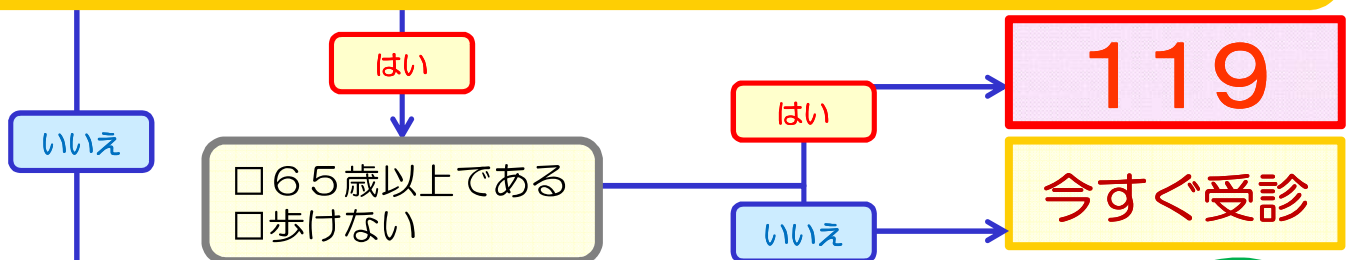 はい
119
はい
いいえ
□65歳以上である
□歩けない
今すぐ受診
いいえ